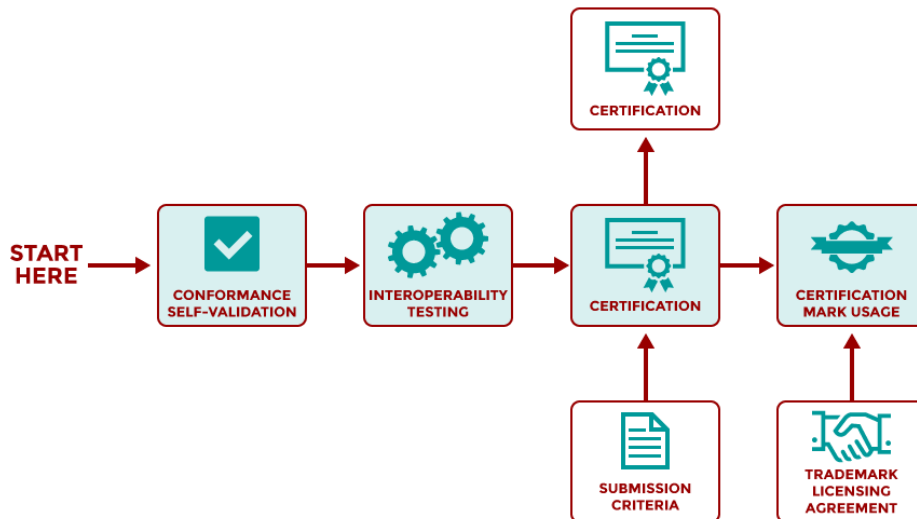 CERTIFICATION
START
HERE
CONFORMANCE
SELF-VALIDATION
INTEROPERABILITY
TESTING
CERTIFICATION
CERTIFICATION
MARK USAGE
SUBMISSION
CRITERIA
TRADEMARK
LICENSING
AGREEMENT